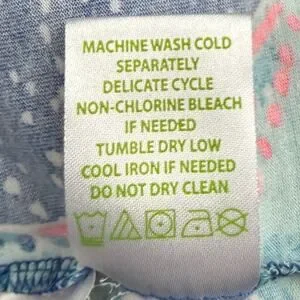 MACHINE WASH COLD
SEPARATELY
DELICATE CYCLE
NON-CHLORINE BLEACH
IF NEEDED
TUMBLE DRY LOW
COOL IRON IF NEEDED
DO NOT DRY CLEAN